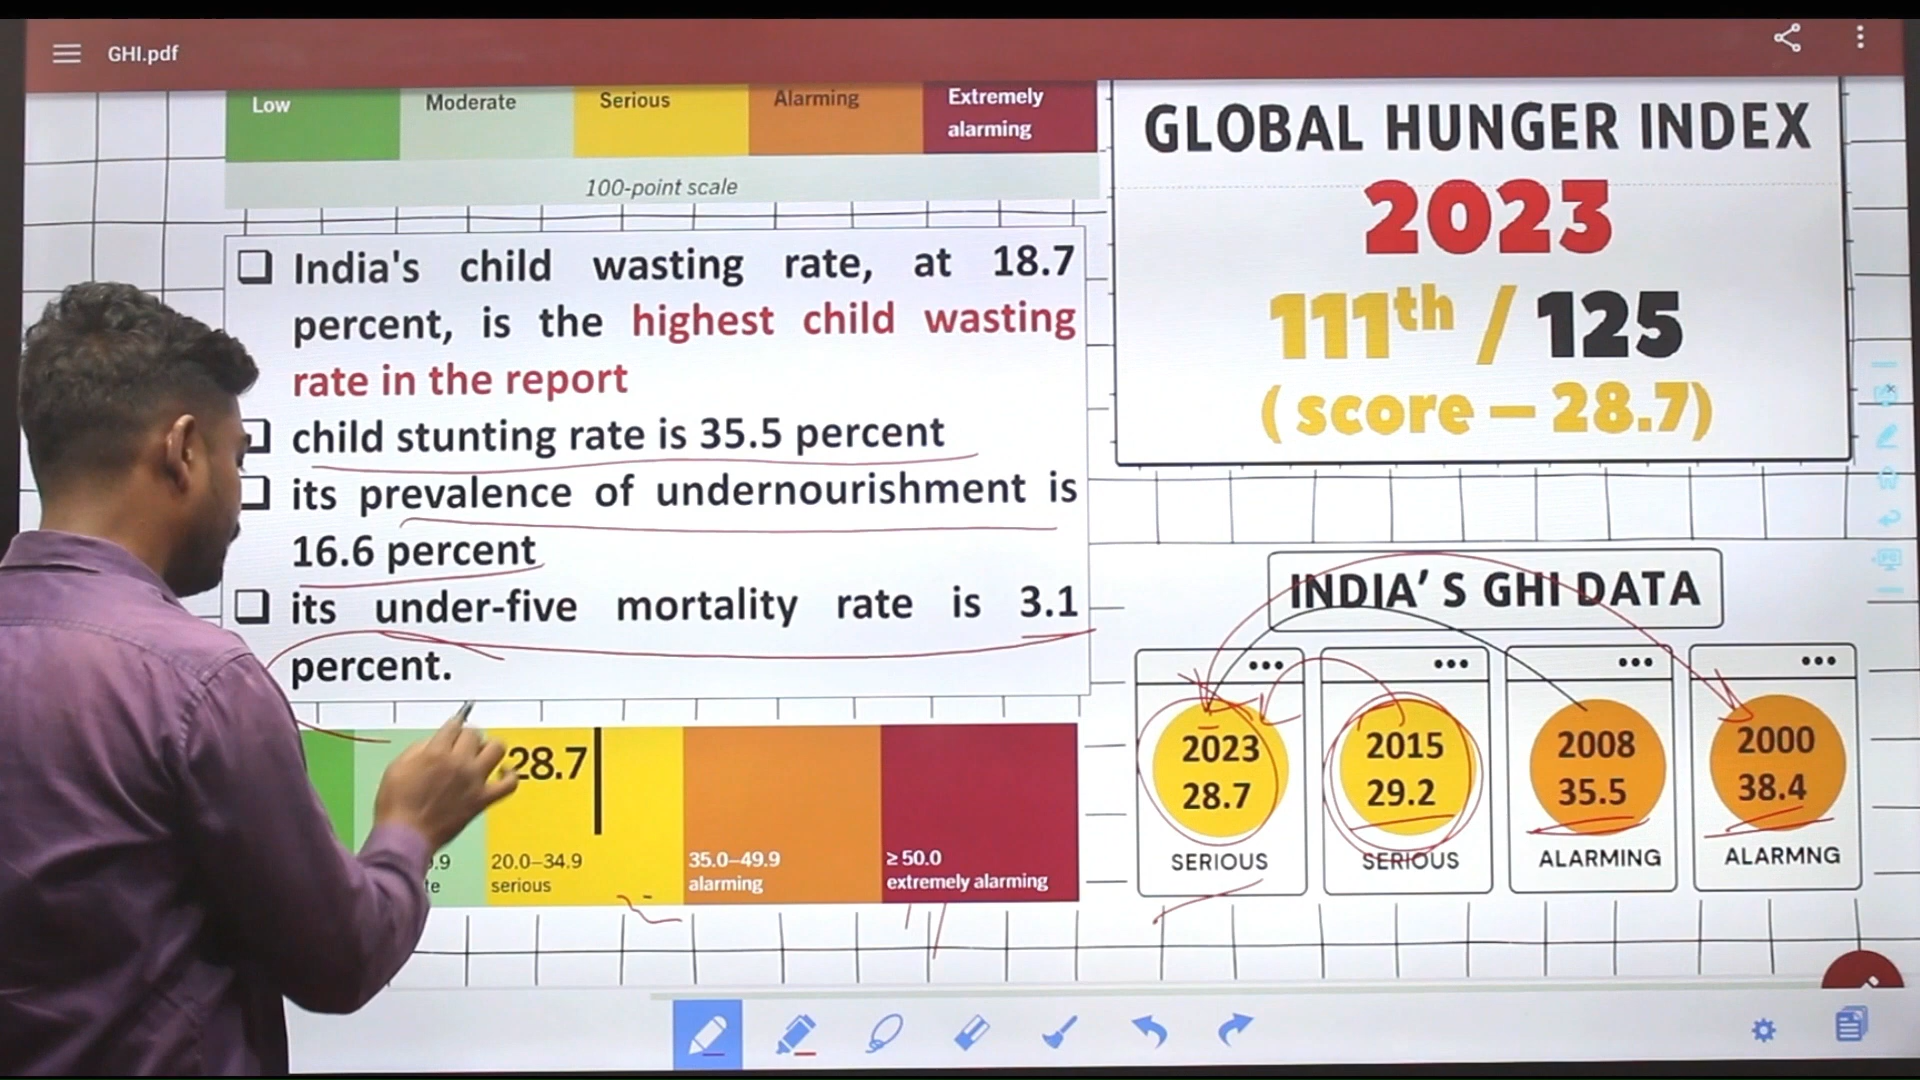 GHI.pdf
Low
Moderate
Serious
Alarming
Extremely
alarming
100-point scale
India's child wasting rate, at 18.7
percent, is the highest child wasting
rate in the report
child stunting rate is 35.5 percent
its prevalence of undernourishment is
16.6 percent
its under-five mortality rate is 3.1
percent.
28.7
.9
te
20.0–34.9
serious
35.0–49.9
alarming
≥ 50.0
extremely alarming
GLOBAL HUNGER INDEX
2023
111th / 125
( score – 28.7)
INDIA' S GHI DATA
2023
28.7
SERIOUS
2015
29.2
SERIOUS
2008
35.5
ALARMING
2000
38.4
ALARMNG